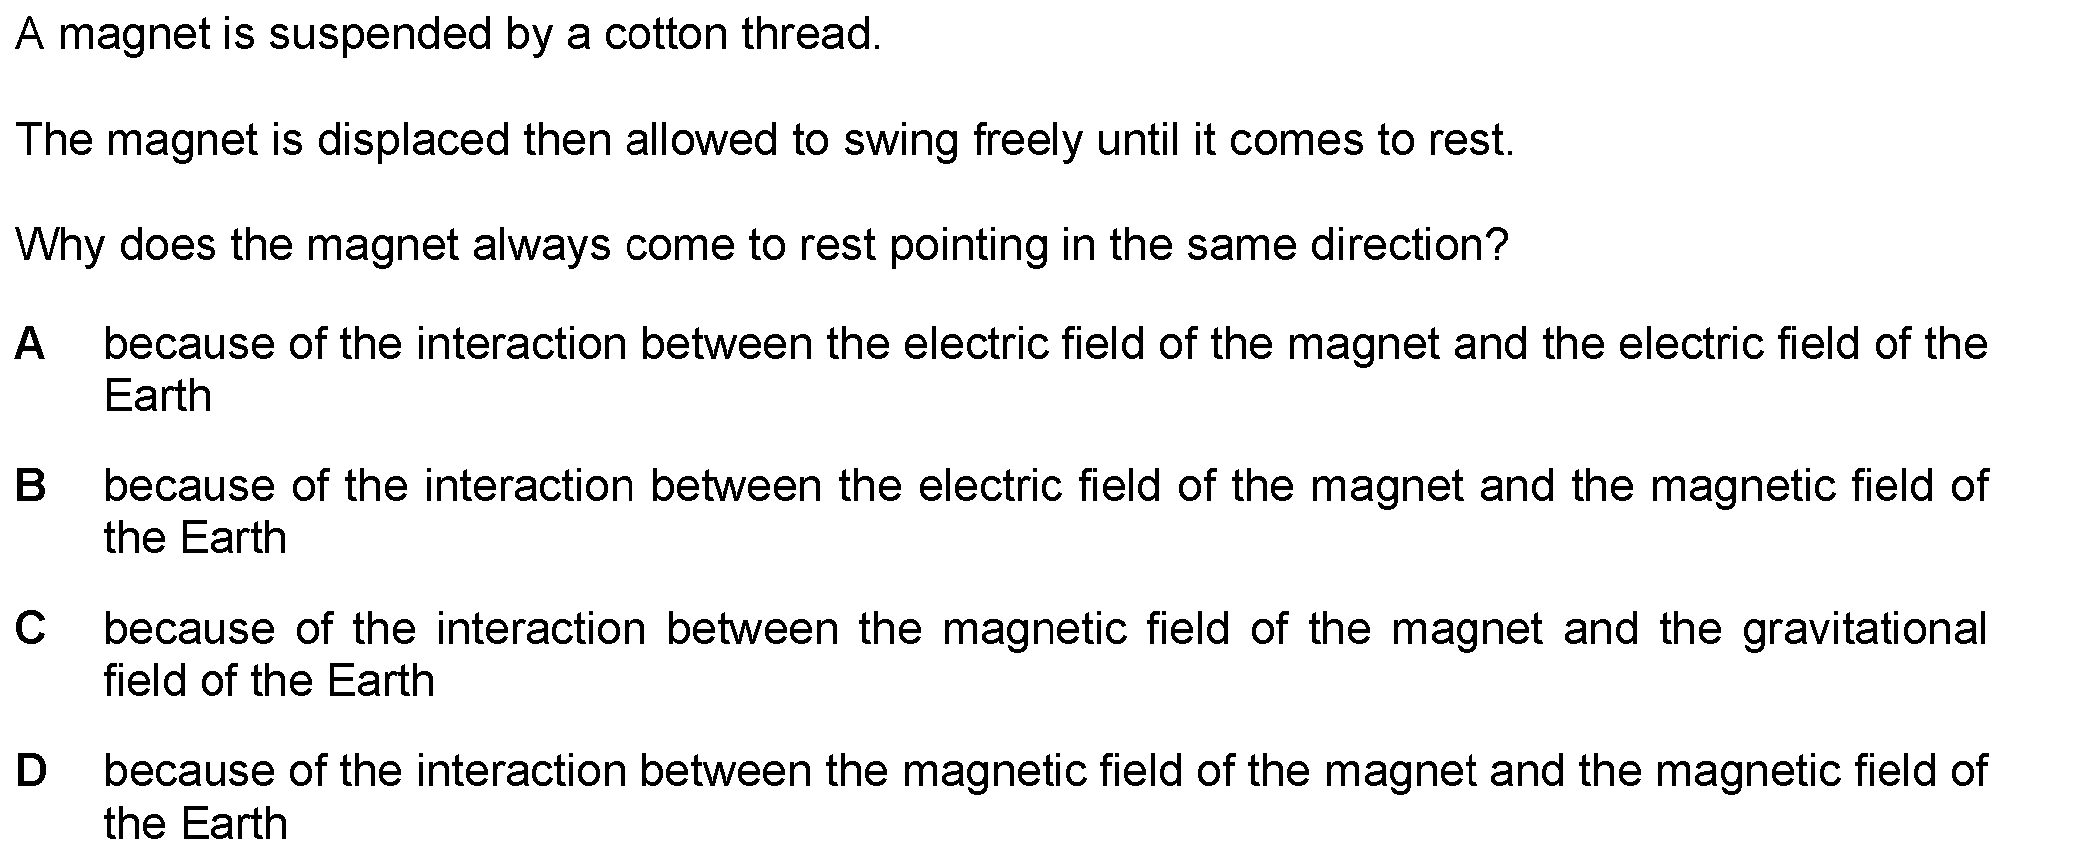 A magnet is suspended by a cotton thread.
The magnet is displaced then allowed to swing freely until it comes to rest.
Why does the magnet always come to rest pointing in the same direction?
A because of the interaction between the electric field of the magnet and the electric field of the
Earth
B because of the interaction between the electric field of the magnet and the magnetic field of
the Earth
C because of the interaction between the magnetic field of the magnet and the gravitational
field of the Earth
D because of the interaction between the magnetic field of the magnet and the magnetic field of
the Earth